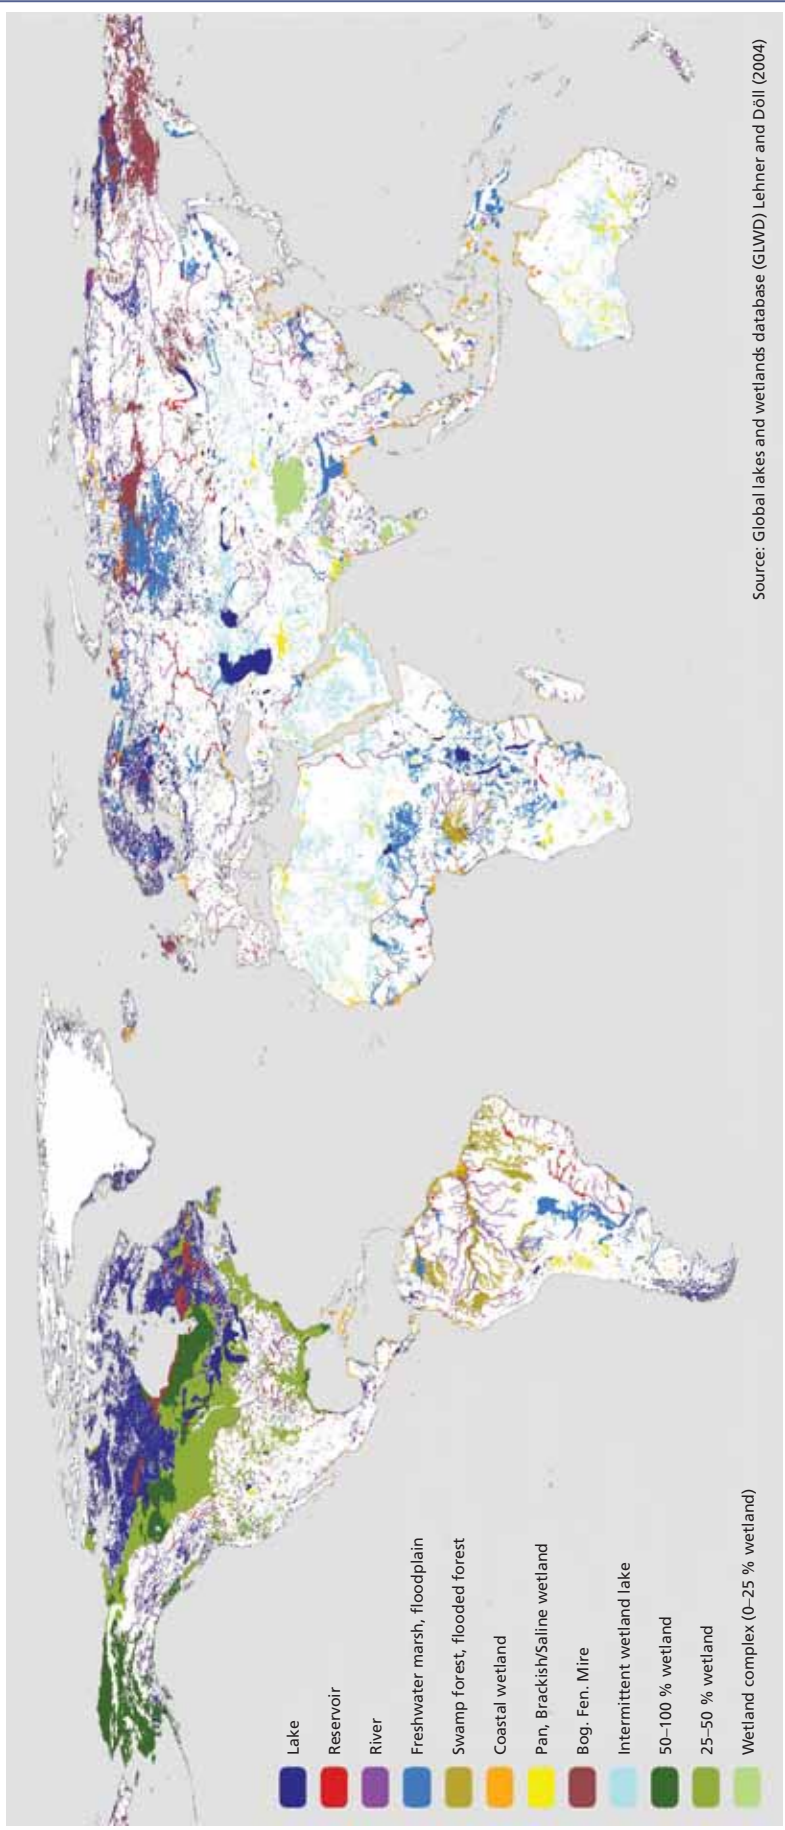 Lake
Reservoir
River
Freshwater marsh, floodplain
Swamp forest, flooded forest
Coastal wetland
Pan, Brackish/Saline wetland
Bog. Fen. Mire
Intermittent wetland lake
50–100 % wetland
25–50 % wetland
Wetland complex (0–25 % wetland)
Source: Global lakes and wetlands database (GLWD) Lehner and Döll (2004)